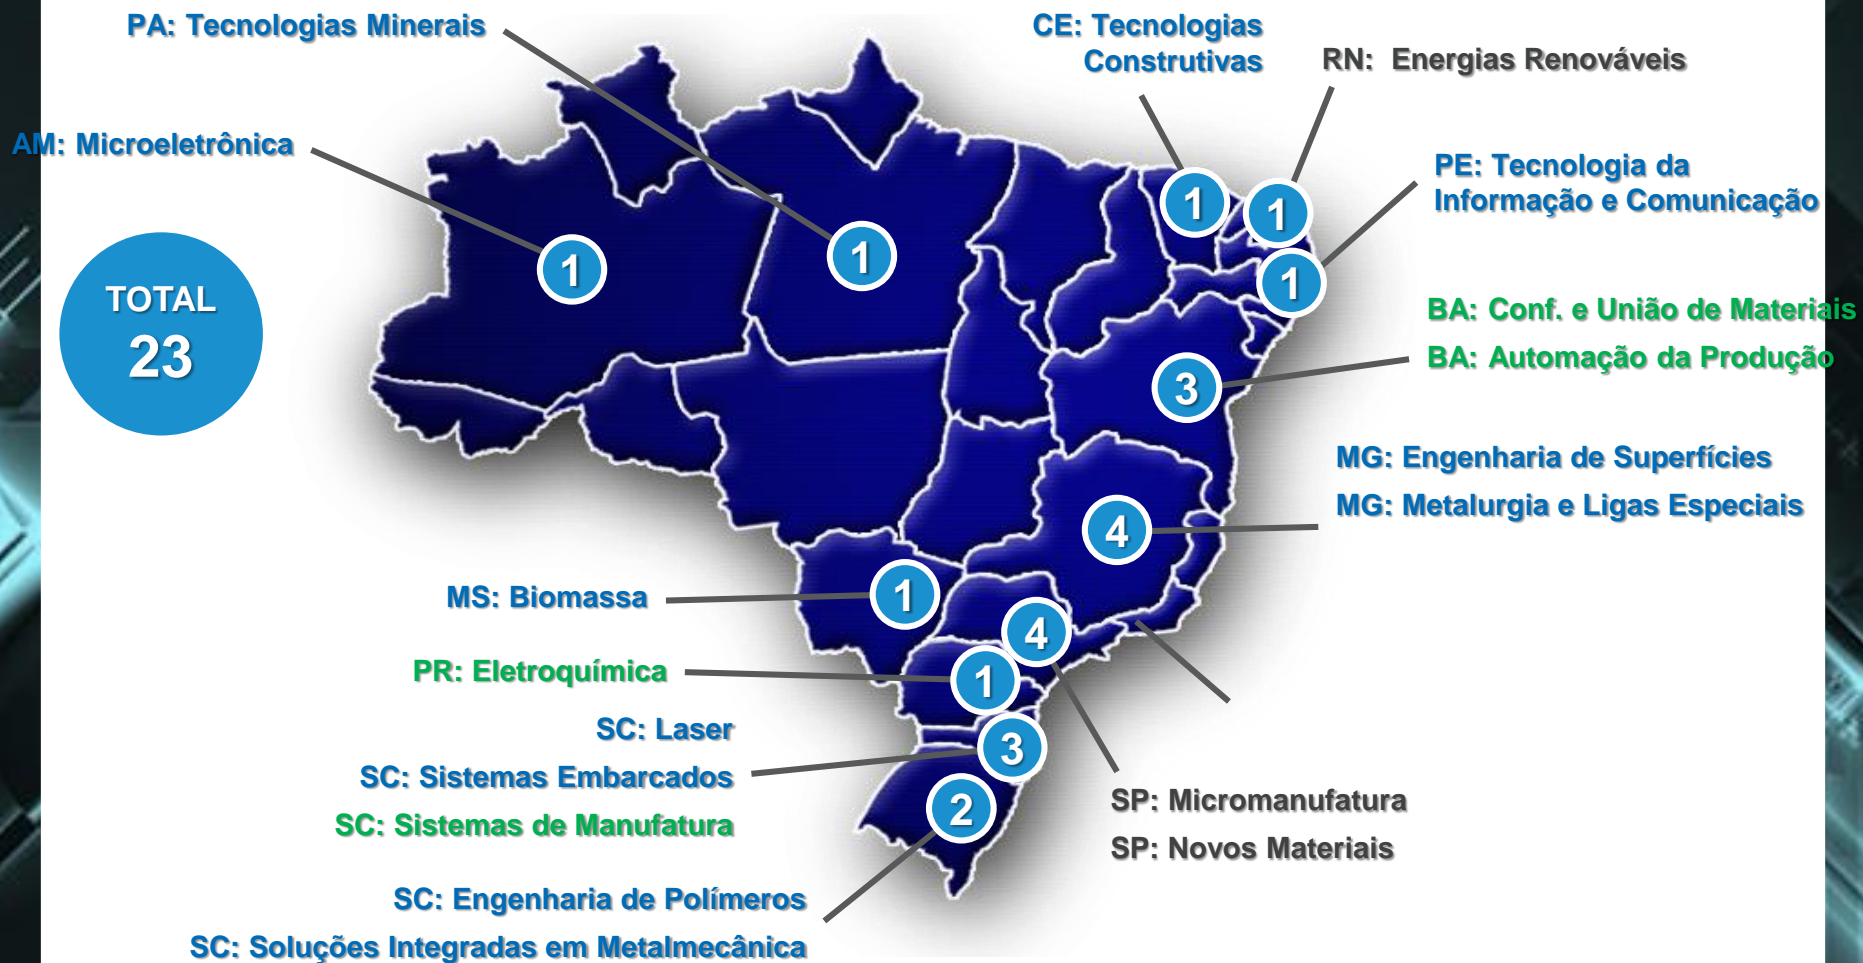 PA: Tecnologias Minerais
CE: Tecnologias
Construtivas
RN: Energias Renováveis
AM: Microeletrônica
PE: Tecnologia da
Informação e Comunicação
TOTAL
23
1
1
1
1
1
BA: Conf. e União de Materiais
BA: Automação da Produção
3
MG: Engenharia de Superfícies
MG: Metalurgia e Ligas Especiais
4
MS: Biomassa
1
4
PR: Eletroquímica
1
SC: Laser
SC: Sistemas Embarcados
SC: Sistemas de Manufatura
3
2
SP: Micromanufatura
SP: Novos Materiais
SC: Engenharia de Polímeros
SC: Soluções Integradas em Metalmecânica